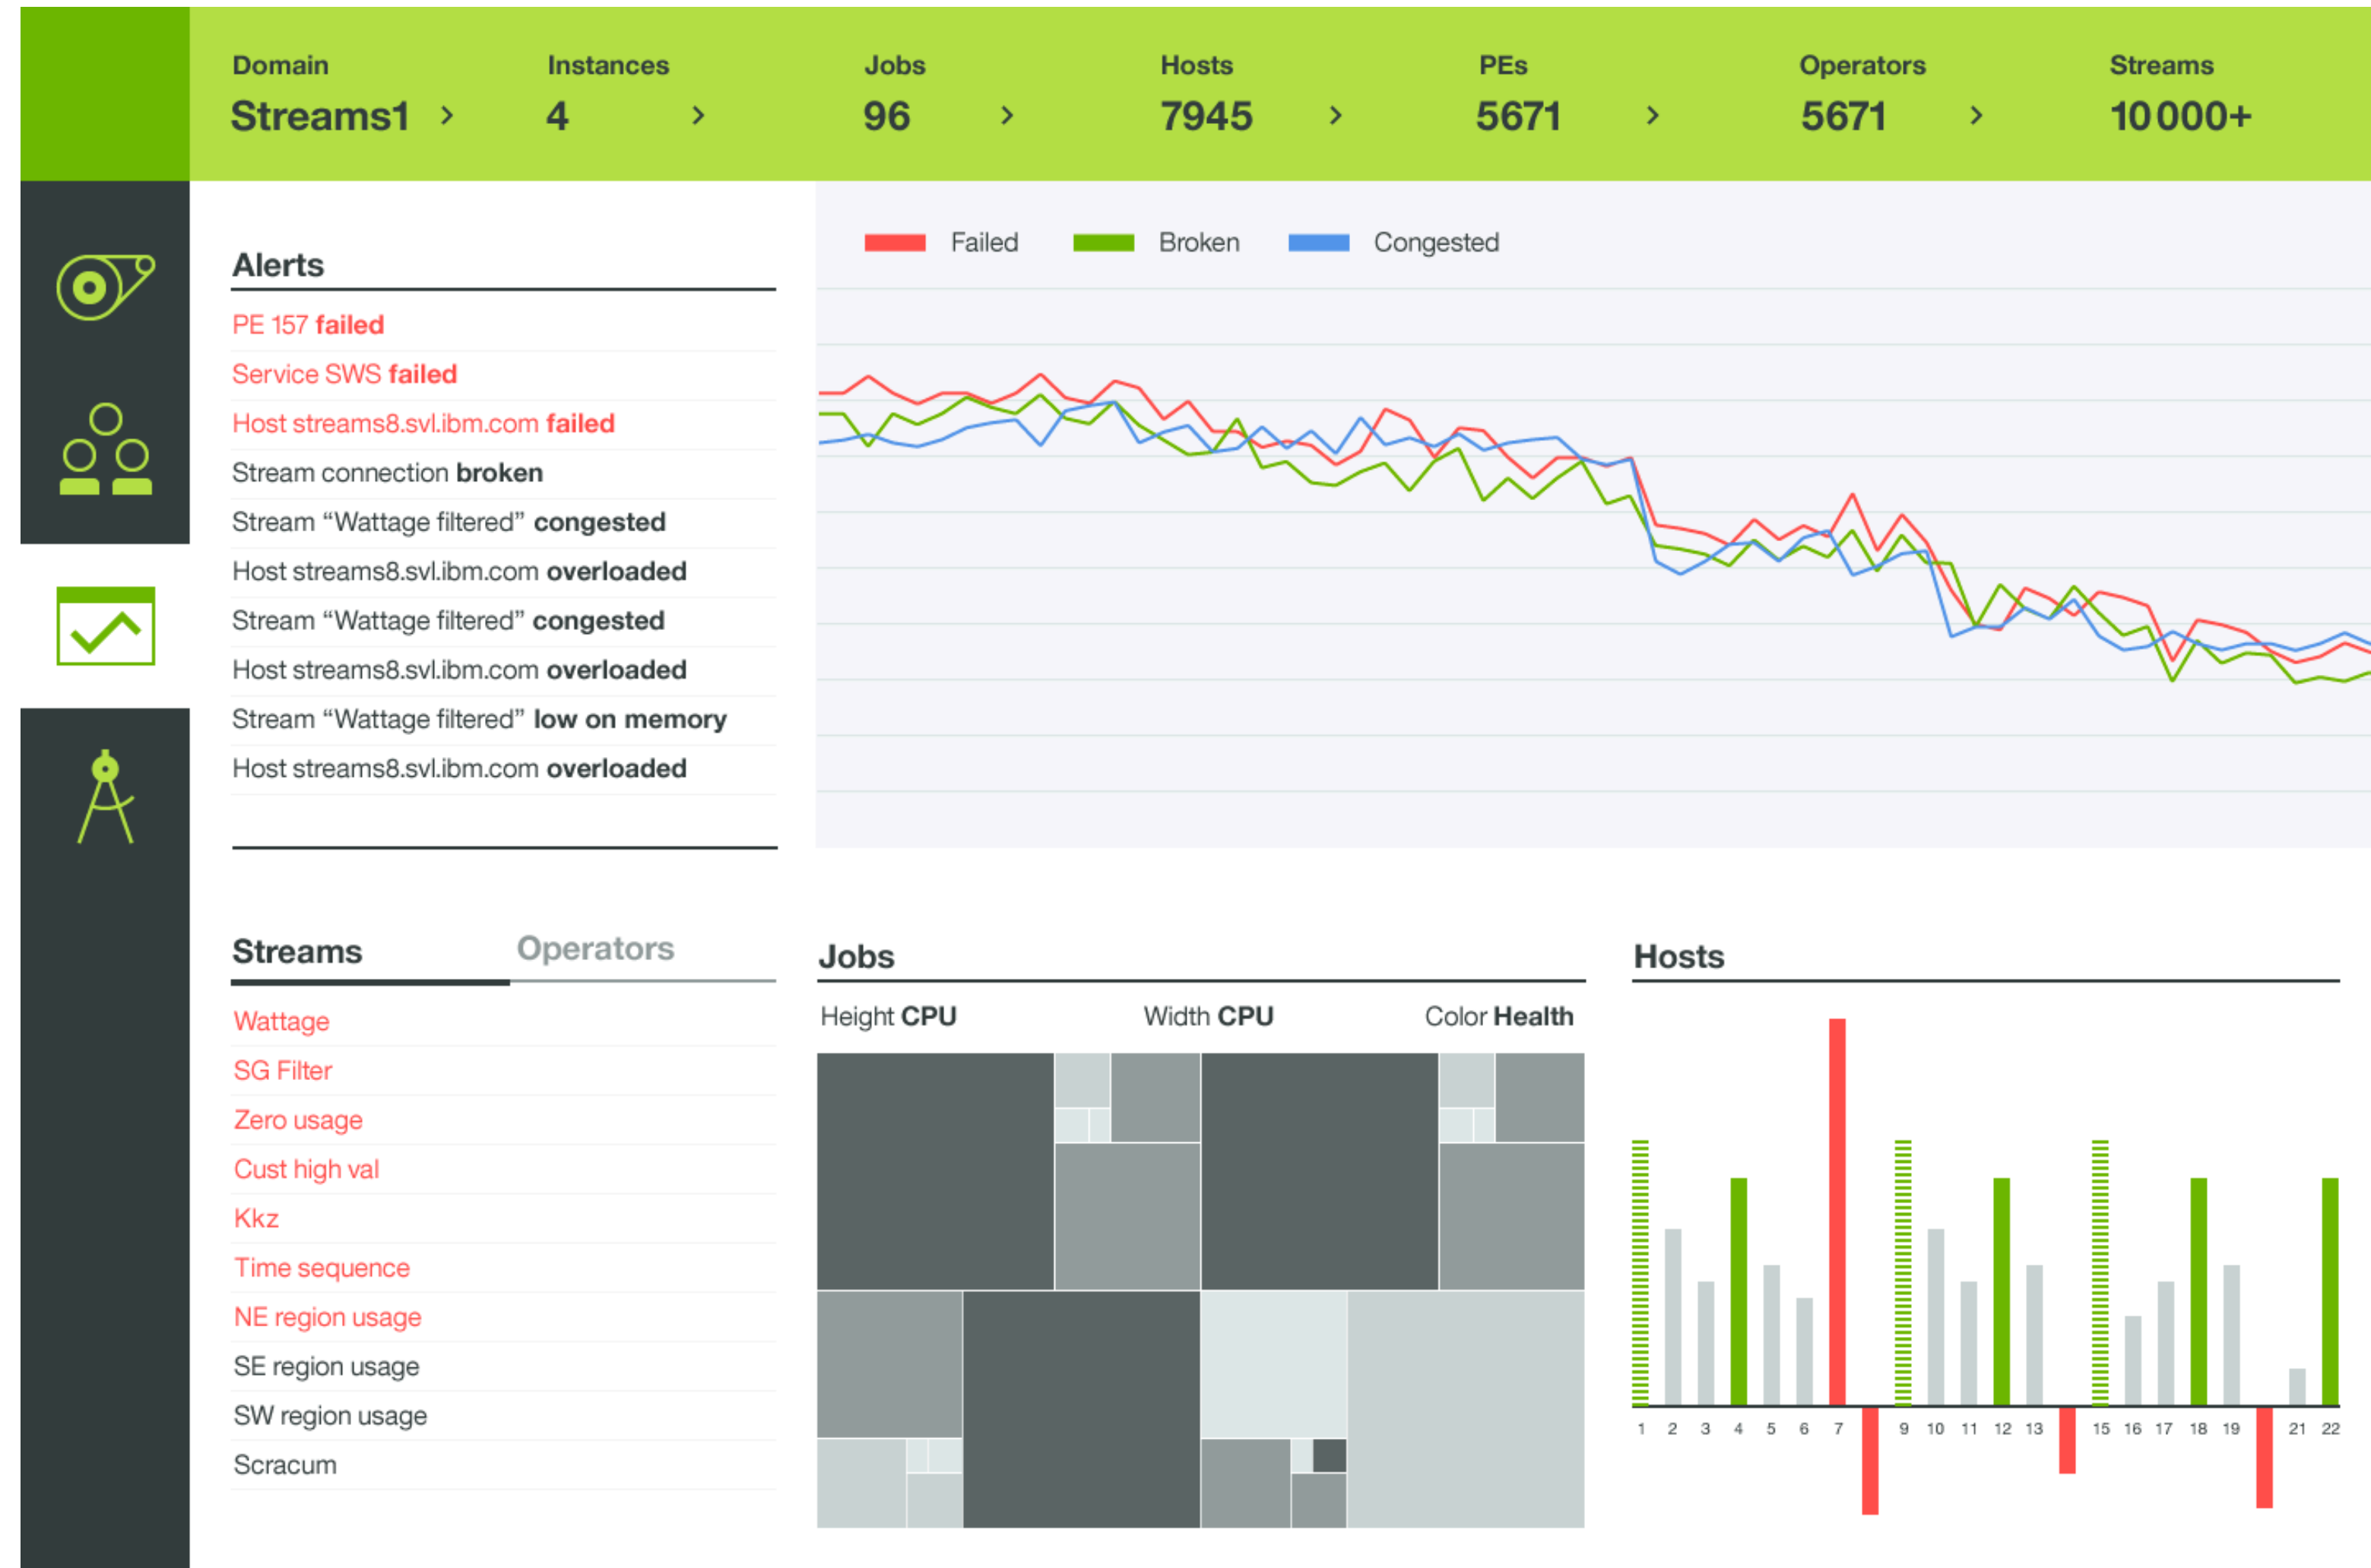 Domain Instances Jobs Hosts PEs Operators Streams
Streams1 > 4 > 96 > 7945 > 5671 > 5671 > 10 000+
Failed Broken Congested
Alerts
PE 157 failed
Service SWS failed
Host streams8.svl.ibm.com failed
Stream connection broken
Stream “Wattage filtered” congested
Host streams8.svl.ibm.com overloaded
Stream “Wattage filtered” congested
Host streams8.svl.ibm.com overloaded
Stream “Wattage filtered” low on memory
Host streams8.svl.ibm.com overloaded
Streams Operators
Wattage
SG Filter
Zero usage
Cust high val
Kkz
Time sequence
NE region usage
SE region usage
SW region usage
Scracum
Jobs
Height CPU Width CPU Color Health
Hosts
1 2 3 4 5 6 7 9 10 11 12 13 15 16 17 18 19 21 22